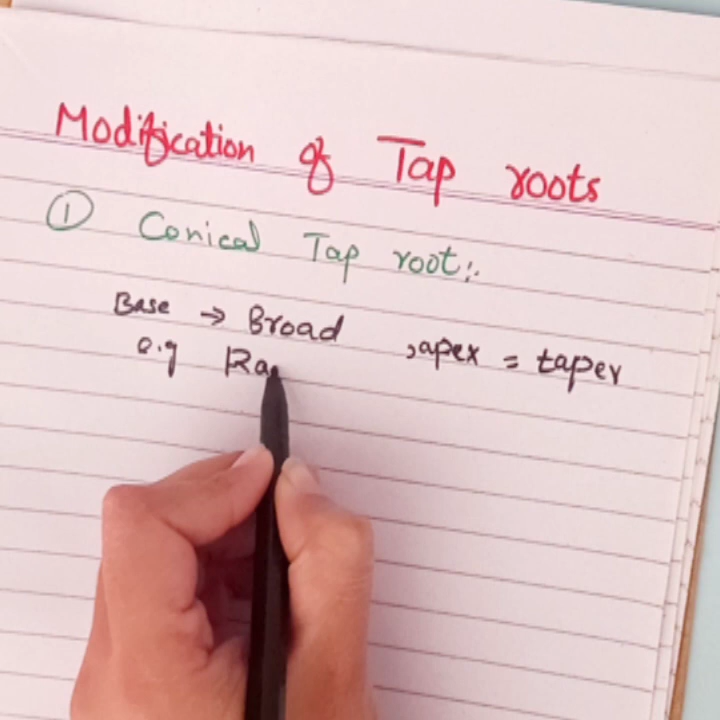 Modification of Tap roots
① Conical Tap root:.
Base → Broad , apex = taper
e.g Ra